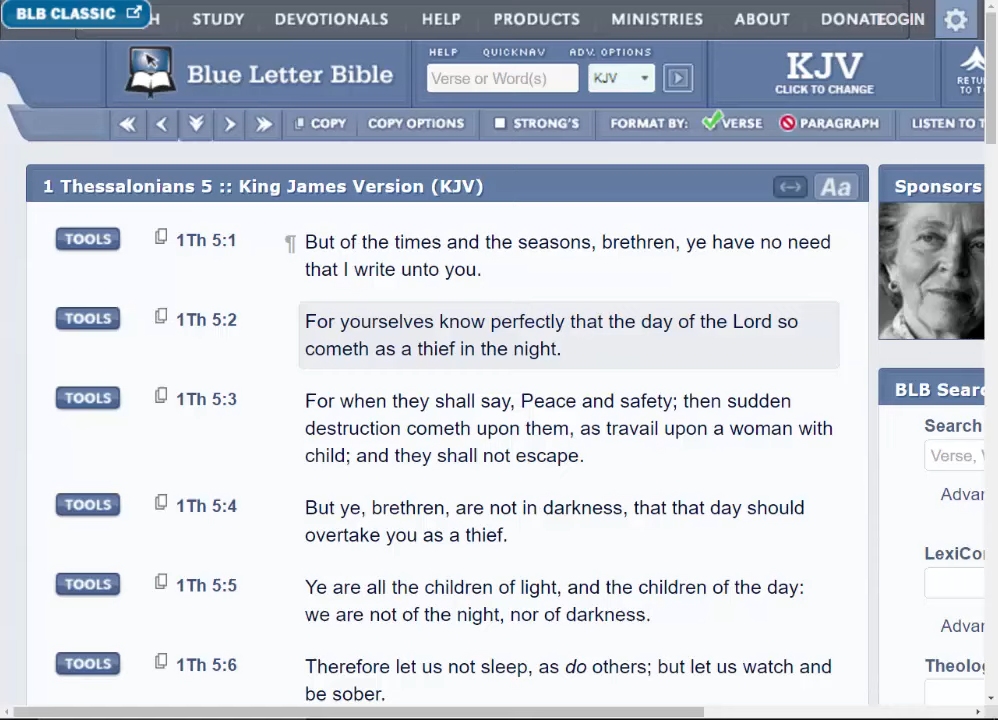 BLB CLASSIC
STUDY DEVOTIONALS HELP PRODUCTS MINISTRIES ABOUT DONATE LOGIN
HELP QUICKNAV ADV. OPTIONS
Blue Letter Bible
Verse or Word(s) KJV
KJV
CLICK TO CHANGE
COPY COPY OPTIONS STRONG'S FORMAT BY: VERSE PARAGRAPH LISTEN TO
1 Thessalonians 5 :: King James Version (KJV) Aa
Sponsors
TOOLS 1Th 5:1 ¶ But of the times and the seasons, brethren, ye have no need
that I write unto you.
TOOLS 1Th 5:2 For yourselves know perfectly that the day of the Lord so
cometh as a thief in the night.
TOOLS 1Th 5:3 For when they shall say, Peace and safety; then sudden
destruction cometh upon them, as travail upon a woman with
child; and they shall not escape.
TOOLS 1Th 5:4 But ye, brethren, are not in darkness, that that day should
overtake you as a thief.
TOOLS 1Th 5:5 Ye are all the children of light, and the children of the day:
we are not of the night, nor of darkness.
TOOLS 1Th 5:6 Therefore let us not sleep, as do others; but let us watch and
be sober.
BLB
Search
Verse,